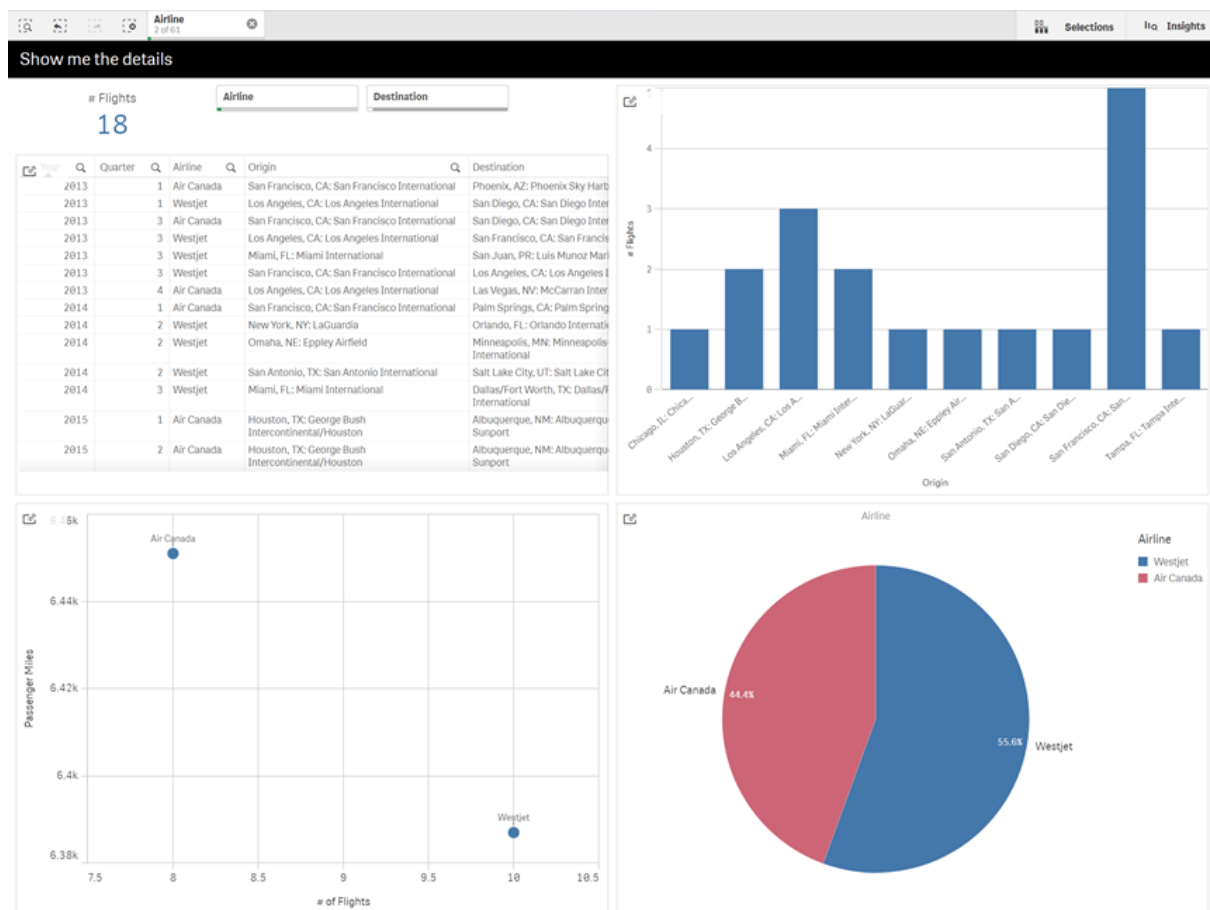 Airline
2 of 61
Selections
Insights
Show me the details
# Flights
18
Airline
Destination
Year Quarter Airline Origin Destination
2013 1 Air Canada San Francisco, CA: San Francisco International Phoenix, AZ: Phoenix Sky Harb
2013 1 Westjet Los Angeles, CA: Los Angeles International San Diego, CA: San Diego Inter
2013 3 Air Canada San Francisco, CA: San Francisco International San Diego, CA: San Diego Inter
2013 3 Westjet Los Angeles, CA: Los Angeles International San Francisco, CA: San Francis
2013 3 Westjet Miami, FL: Miami International San Juan, PR: Luis Munoz Mari
2013 3 Westjet San Francisco, CA: San Francisco International Los Angeles, CA: Los Angeles I
2013 4 Air Canada Los Angeles, CA: Los Angeles International Las Vegas, NV: McCarran Inter
2014 1 Air Canada San Francisco, CA: San Francisco International Palm Springs, CA: Palm Spring
2014 2 Westjet New York, NY: LaGuardia Orlando, FL: Orlando Internati
2014 2 Westjet Omaha, NE: Eppley Airfield Minneapolis, MN: Minneapolis-
International
2014 2 Westjet San Antonio, TX: San Antonio International Salt Lake City, UT: Salt Lake Cit
2014 3 Westjet Miami, FL: Miami International Dallas/Fort Worth, TX: Dallas/F
International
2015 1 Air Canada Houston, TX: George Bush Albuquerque, NM: Albuquerqu
Intercontinental/Houston Sunport
2015 2 Air Canada Houston, TX: George Bush Albuquerque, NM: Albuquerqu
Intercontinental/Houston Sunport
5
4
3
2
1
0
# Flights
Chicago, IL: Chica...
Houston, TX: George B...
Los Angeles, CA: Los A...
Miami, FL: Miami Inter...
New York, NY: LaGuar...
Omaha, NE: Eppley Air...
San Antonio, TX: San A...
San Diego, CA: San Die...
San Francisco, CA: San...
Tampa, FL: Tampa Inte...
Origin
6.46k
6.44k
6.42k
6.4k
6.38k
Passenger Miles
Air Canada
Westjet
7.5 8 8.5 9 9.5 10 10.5
# of Flights
Airline
Airline
Westjet
Air Canada
Air Canada 44.4%
55.6% Westjet